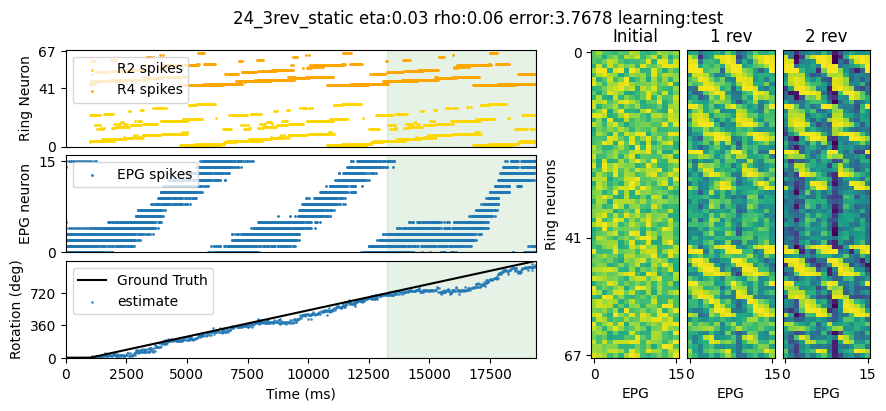 24_3rev_static eta:0.03 rho:0.06 error:3.7678 learning:test
Ring Neuron
67
41
0
R2 spikes
R4 spikes
EPG neuron
15
0
EPG spikes
Rotation (deg)
720
360
0
Ground Truth
estimate
0 2500 5000 7500 10000 12500 15000 17500
Time (ms)
Initial 1 rev 2 rev
Ring neurons
0
41
67
0 15 0 15 0 15
EPG EPG EPG